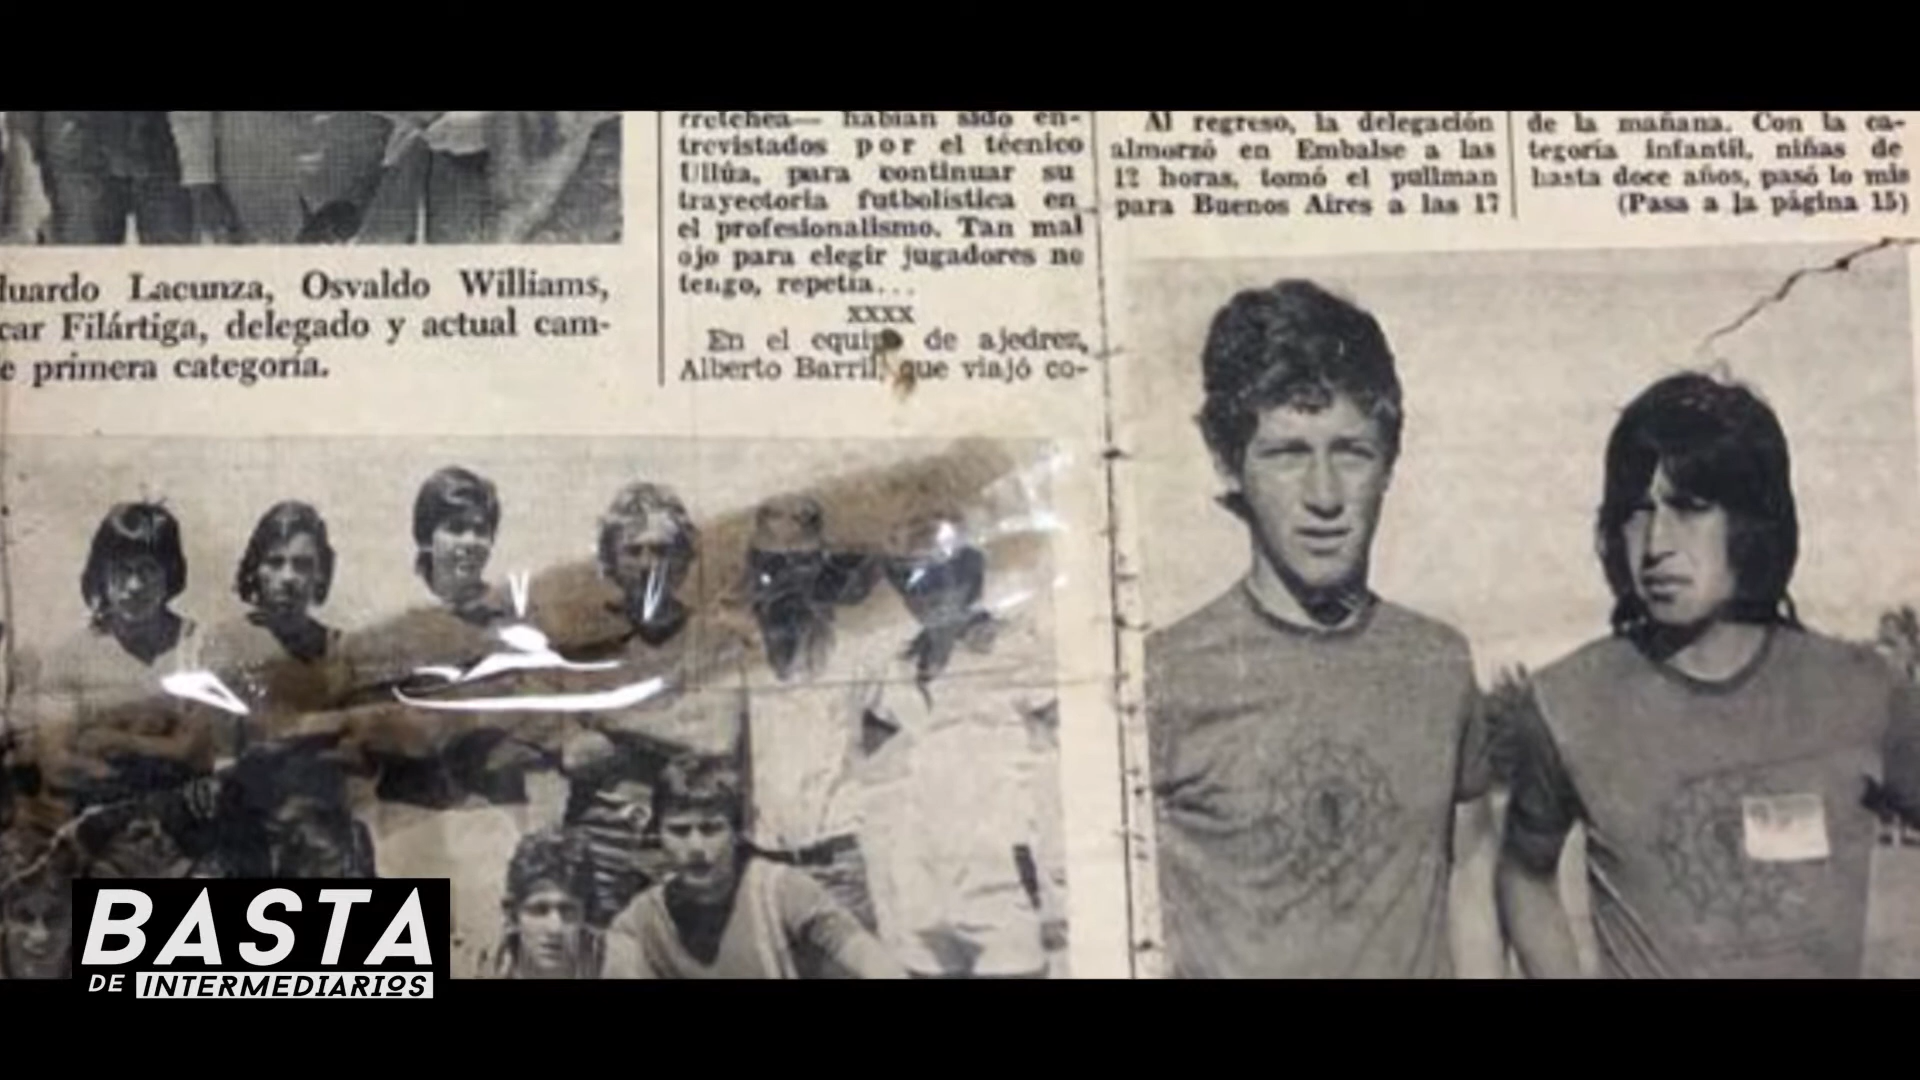 luardo Lacunza, Osvaldo Williams,
car Filártiga, delegado y actual cam-
e primera categoría.
rretchea— habían sido en-
trevistados por el técnico
Ullúa, para continuar su
trayectoria futbolística en
el profesionalismo. Tan mal
ojo para elegir jugadores no
tengo, repetía...
xxxx
En el equipo de ajedrez,
Alberto Barril, que viajó co-
Al regreso, la delegación
almorzó en Embalse a las
12 horas, tomó el pullman
para Buenos Aires a las 17
de la mañana. Con la ca-
tegoría infantil, niñas de
hasta doce años, pasó lo mis
(Pasa a la página 15)
BASTA
DE INTERMEDIARIOS